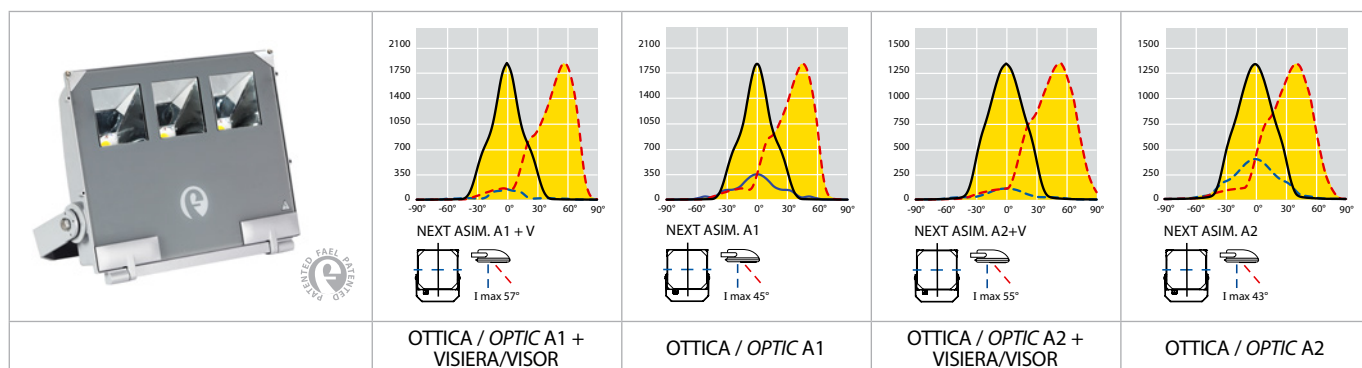 PATENTED FAEL PATENTED
2100
1750
1400
1050
700
350
0
-90° -60° -30° 0° 30° 60° 90°
NEXT ASIM. A1 + V
I max 57°
OTTICA / OPTIC A1 +
VISIERA/VISOR
2100
1750
1400
1050
700
350
0
-90° -60° -30° 0° 30° 60° 90°
NEXT ASIM. A1
I max 45°
OTTICA / OPTIC A1
1500
1250
1000
750
500
250
0
-90° -60° -30° 0° 30° 60° 90°
NEXT ASIM. A2+V
I max 55°
OTTICA / OPTIC A2 +
VISIERA/VISOR
1500
1250
1000
750
500
250
0
-90° -60° -30° 0° 30° 60° 90°
NEXT ASIM. A2
I max 43°
OTTICA / OPTIC A2